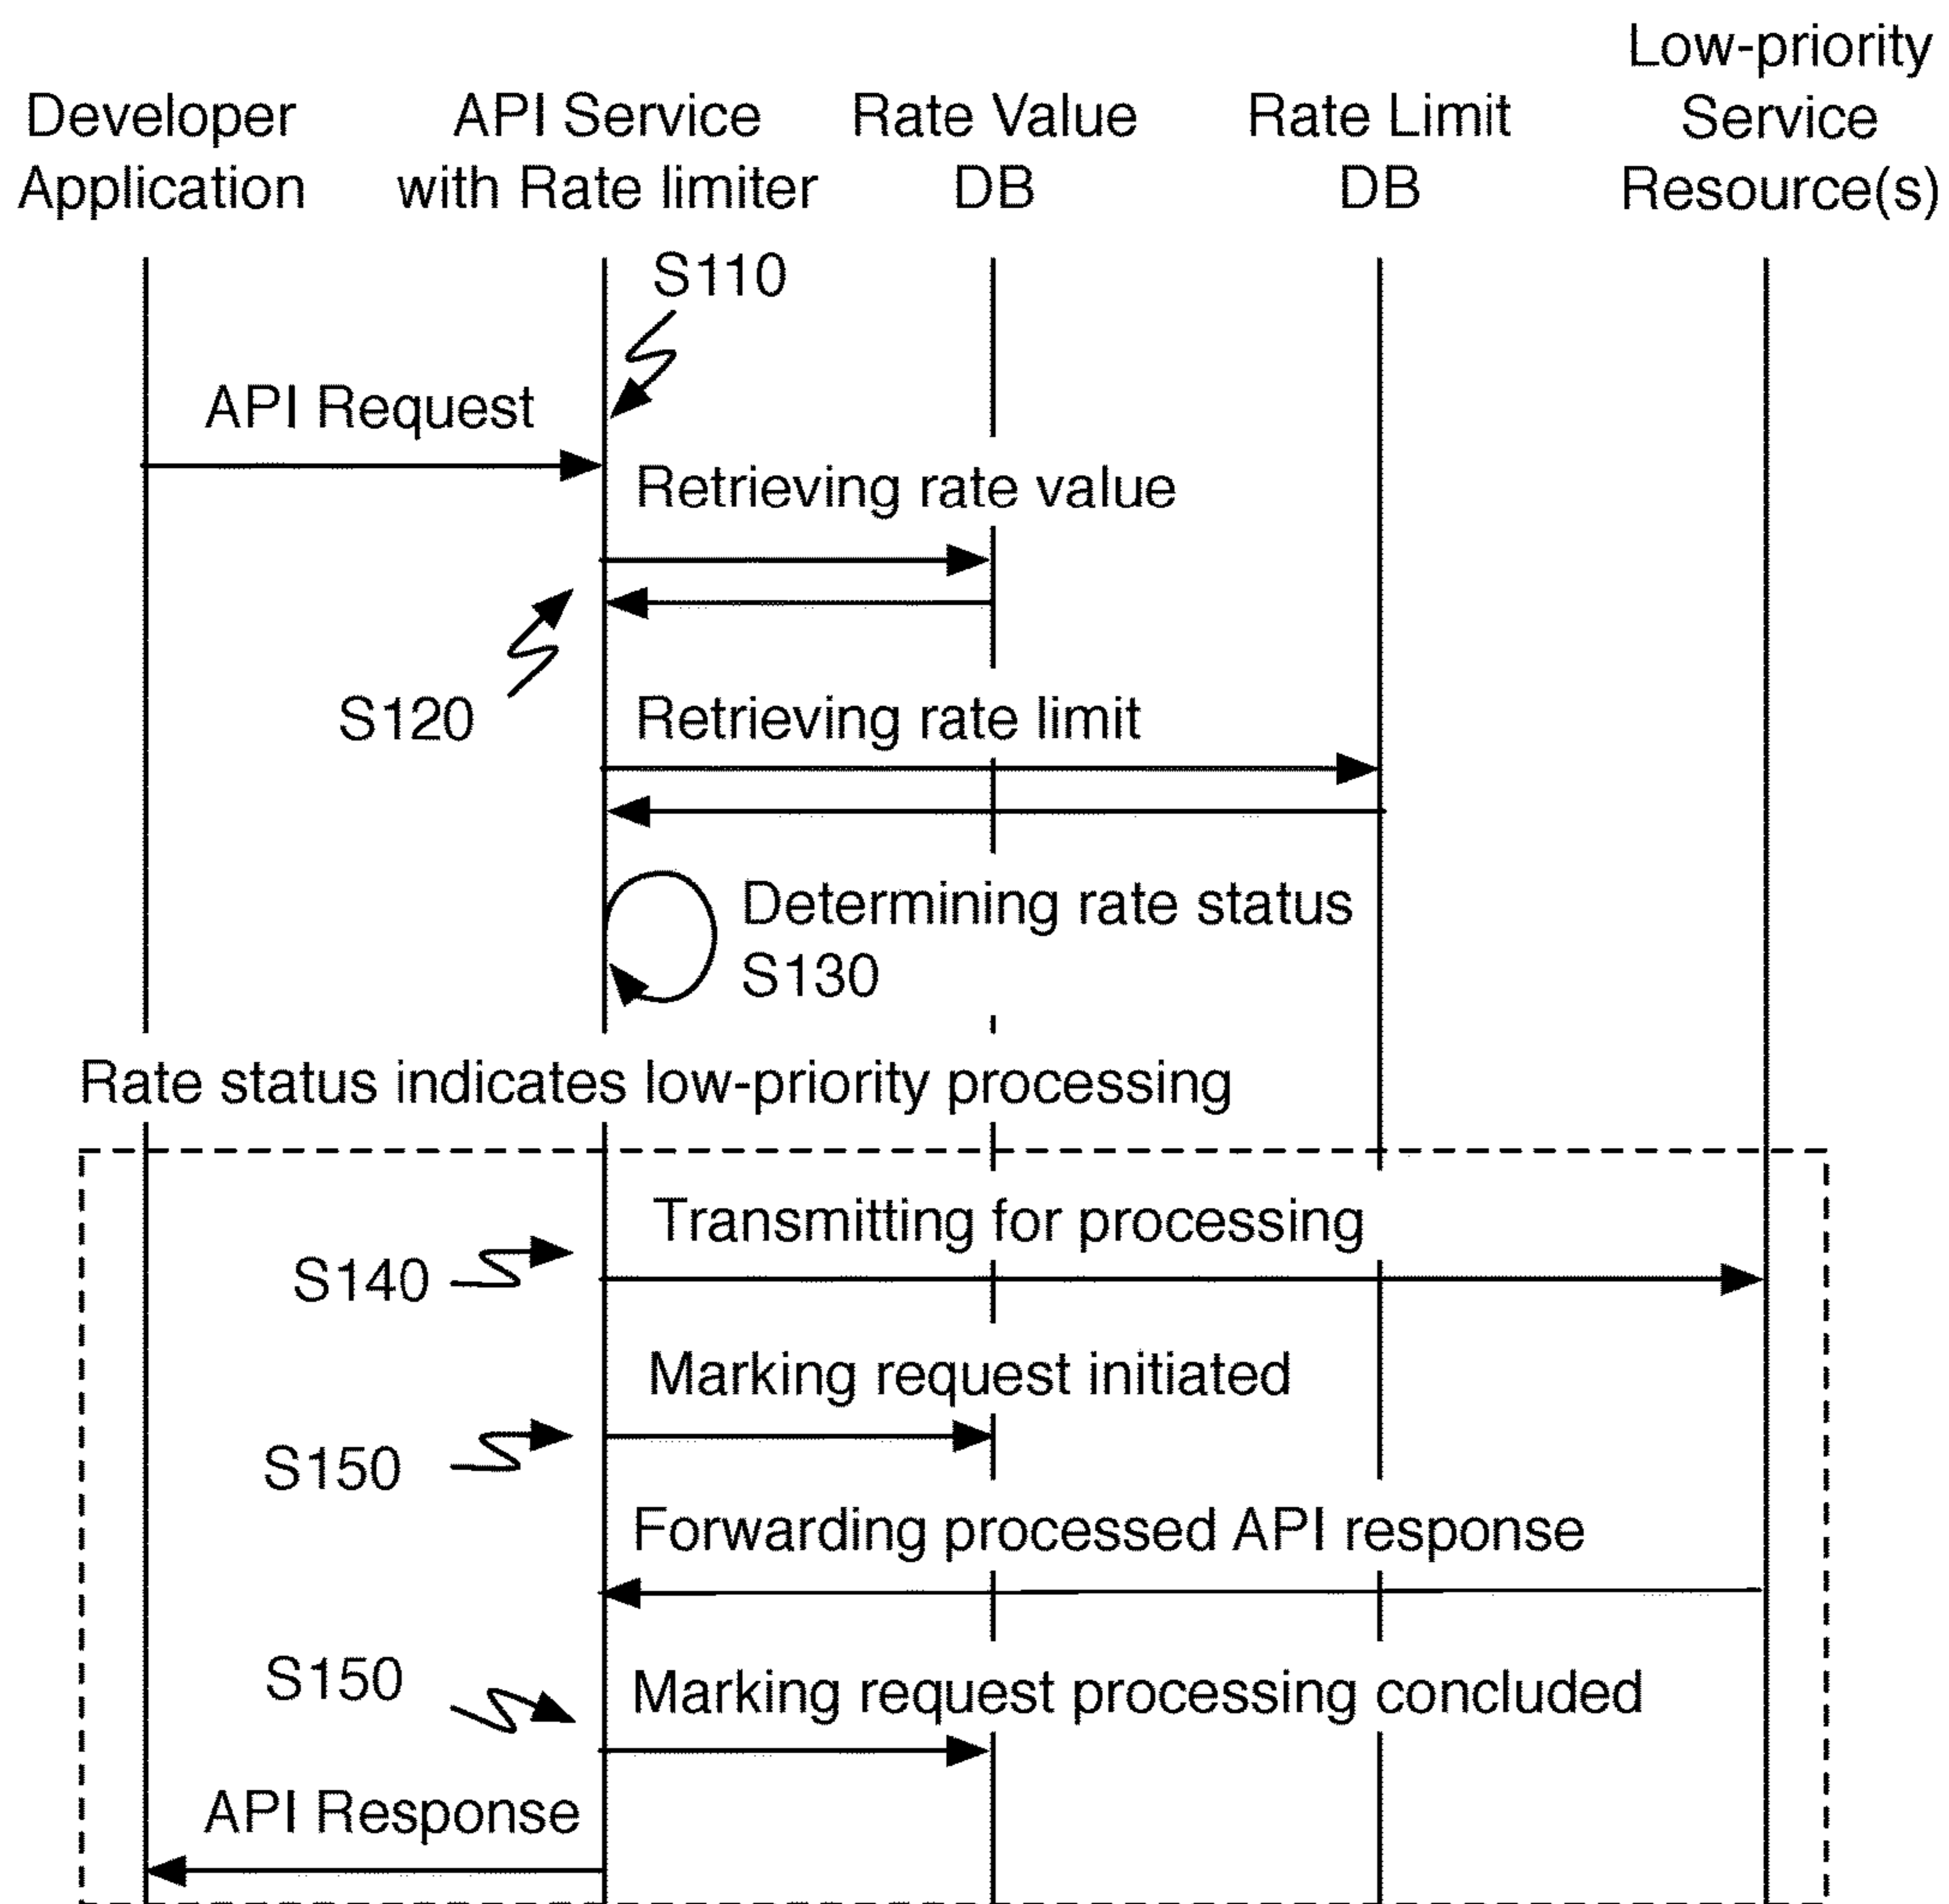 Developer
Application
API Service
with Rate limiter
Rate Value
DB
Rate Limit
DB
Low-priority
Service
Resource(s)
S110
API Request
Retrieving rate value
S120
Retrieving rate limit
Determining rate status
S130
Rate status indicates low-priority processing
Transmitting for processing
S140
Marking request initiated
S150
Forwarding processed API response
S150
Marking request processing concluded
API Response